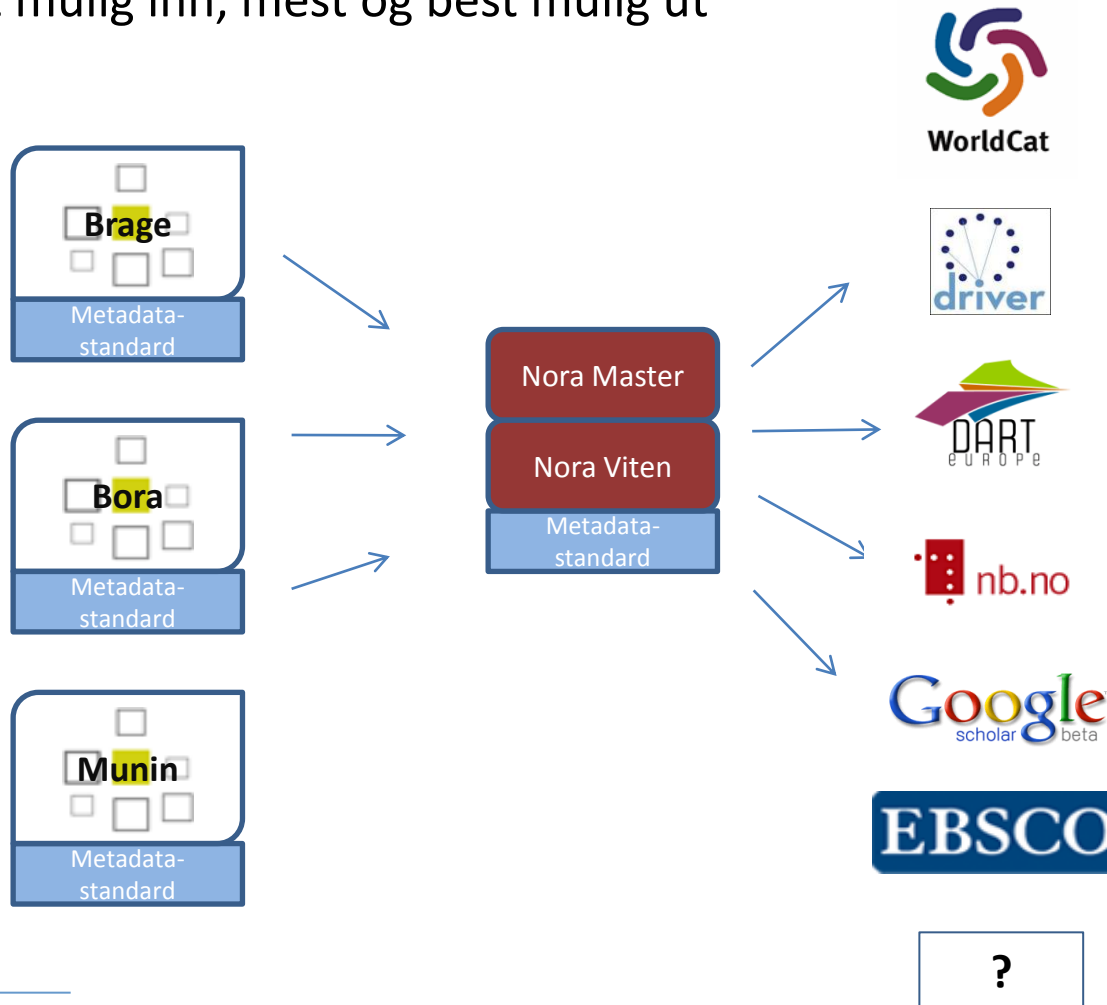 mulig inn, mest og best mulig ut
WorldCat
Brage
Metadata-
standard
driver
Nora Master
Nora Viten
Metadata-
standard
DART
EUROPE
Bora
Metadata-
standard
nb.no
Google
scholar beta
Munin
Metadata-
standard
EBSCO
?